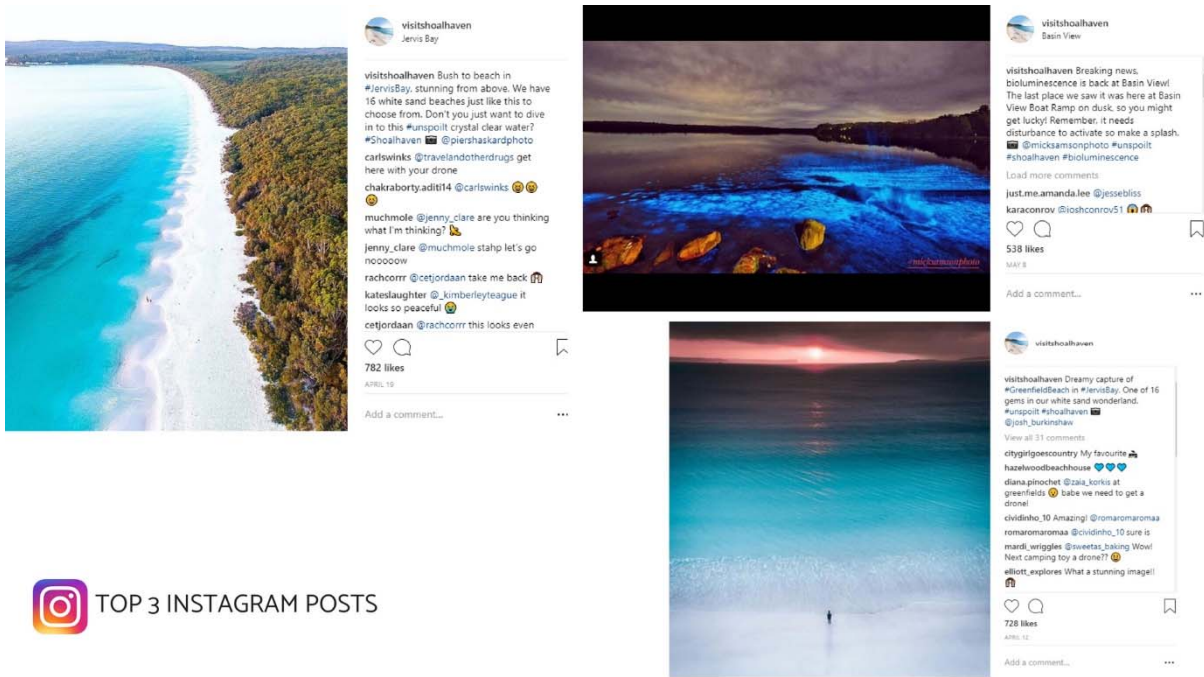 visitshoalhaven
Jervis Bay
visitshoalhaven Bush to beach in
#JervisBay, stunning from above. We have
16 white sand beaches just like this to
choose from. Don't you just want to dive
in to this #unspoilt crystal clear water?
#Shoalhaven 📷 @piershaskardphoto
carlswinks @travelandotherdrugs get
here with your drone
chakraborty.aditi14 @carlswinks
muchmole @jenny_clare are you thinking
what I'm thinking?
jenny_clare @muchmole stahp let's go
nooooow
rachcorrr @cetjordaan take me back
kateslaughter @_kimberleyteague it
looks so peaceful
cetjordaan @rachcorrr this looks even
782 likes
APRIL 19
Add a comment...
visitshoalhaven
Basin View
visitshoalhaven Breaking news,
bioluminescence is back at Basin View!
The last place we saw it was here at Basin
View Boat Ramp on dusk, so you might
get lucky! Remember, it needs
disturbance to activate so make a splash.
📷 @micksamsonphoto #unspoilt
#shoalhaven #bioluminescence
Load more comments
just.me.amanda.lee @jessebliss
karaconroy @joshconroy51
538 likes
MAY 8
Add a comment...
#micksamsonphoto
visitshoalhaven
visitshoalhaven Dreamy capture of
#GreenfieldBeach in #JervisBay. One of 16
gems in our white sand wonderland.
#unspoilt #shoalhaven 📷
@josh_burkinshaw
View all 31 comments
citygirlgoescountry My favourite
hazelwoodbeachhouse 💙💙💙
diana.pinochet @zaia_korkis at
greenfields 😮 babe we need to get a
drone!
cividinho_10 Amazing! @romaromaromaa
romaromaromaa @cividinho_10 sure is
mardi_wriggles @sweetas_baking Wow!
Next camping toy a drone??
elliott_explores What a stunning image!!
728 likes
APRIL 12
Add a comment...
TOP 3 INSTAGRAM POSTS